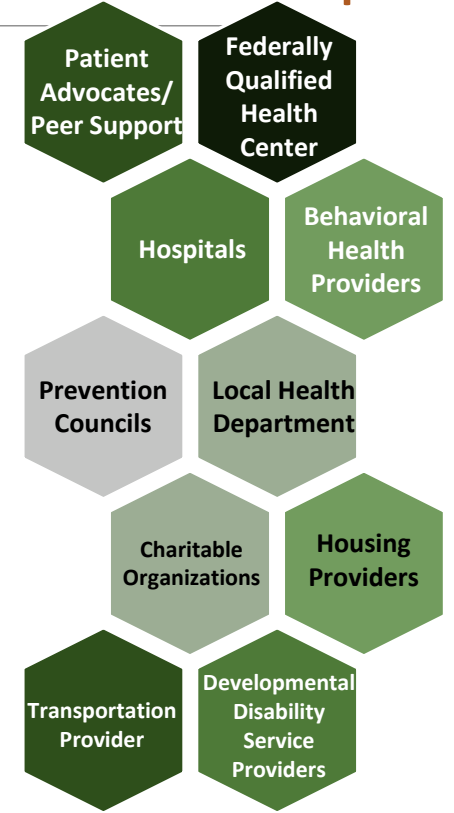 Patient
Advocates/
Peer Support
Federally
Qualified
Health
Center
Hospitals
Behavioral
Health
Providers
Prevention
Councils
Local Health
Department
Charitable
Organizations
Housing
Providers
Transportation
Provider
Developmental
Disability
Service
Providers